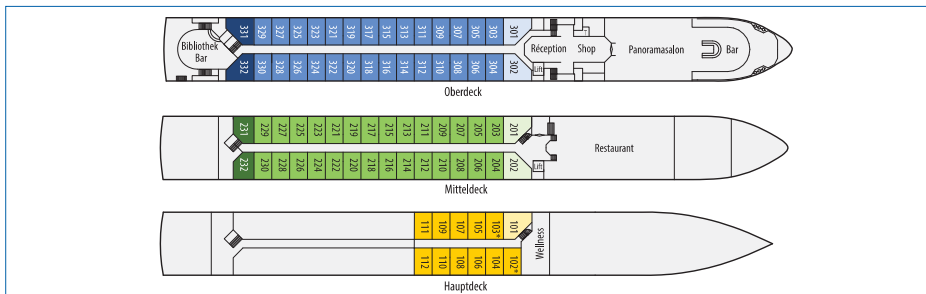 331 329 327 325 323 321 319 317 315 313 311 309 307 305 303 301
Bibliothek
Bar
Réception
Shop
Panoramasalon
Bar
Lift
332 330 328 326 324 322 320 318 316 314 312 310 308 306 304 302
Oberdeck
231 229 227 225 223 221 219 217 215 213 211 209 207 205 203 201
Restaurant
Lift
232 230 228 226 224 222 220 218 216 214 212 210 208 206 204 202
Mitteldeck
111 109 107 105 103* 101
Wellness
112 110 108 106 104 102*
Hauptdeck